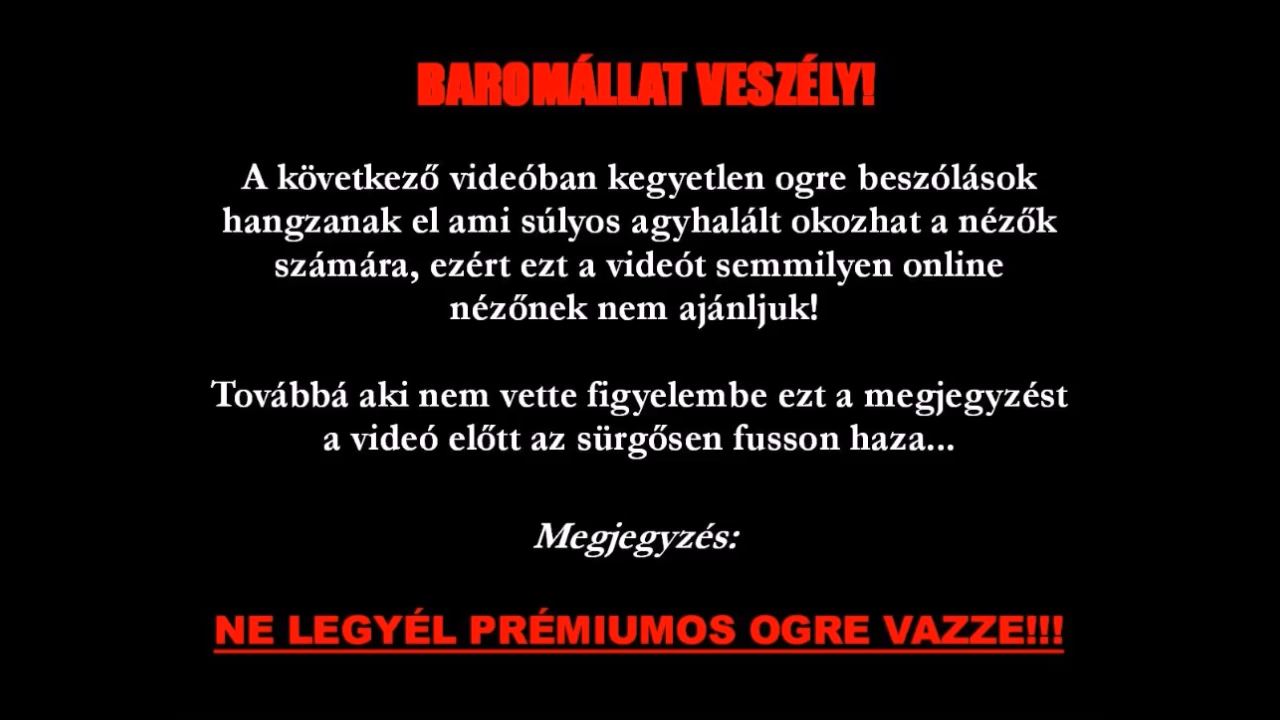 BAROMÁLLAT VESZÉLY!
A következő videóban kegyetlen ogre beszólások
hangzanak el ami súlyos agyhalált okozhat a nézők
számára, ezért ezt a videót semmilyen online
nézőnek nem ajánljuk!
Továbbá aki nem vette figyelembe ezt a megjegyzést
a videó előtt az sürgősen fusson haza...
Megjegyzés:
NE LEGYÉL PRÉMIUMOS OGRE VAZZE!!!